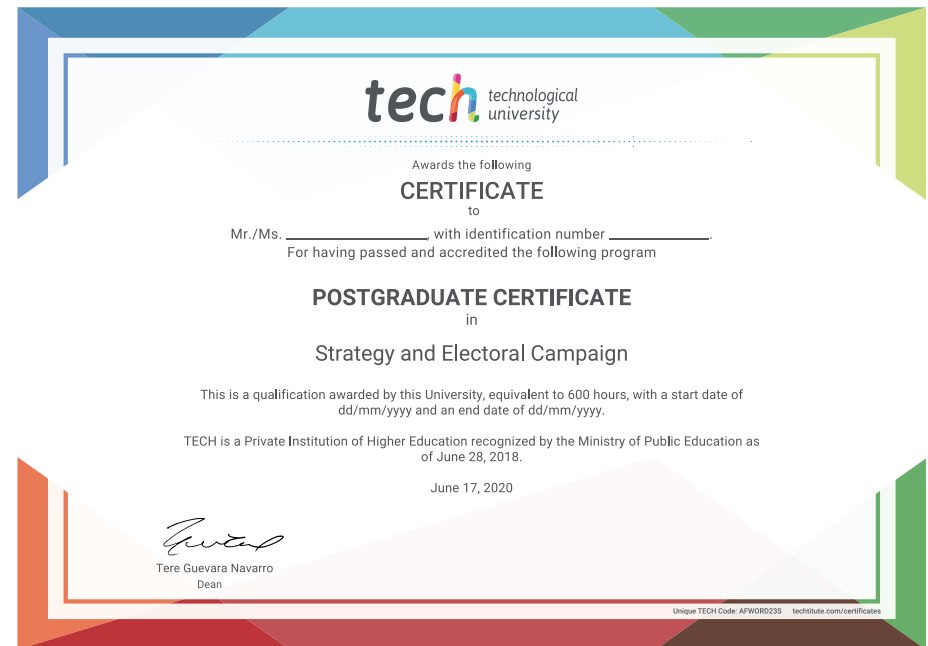 tech technological
university
Awards the following
CERTIFICATE
to
Mr./Ms. ____________________, with identification number ______________.
For having passed and accredited the following program
POSTGRADUATE CERTIFICATE
in
Strategy and Electoral Campaign
This is a qualification awarded by this University, equivalent to 600 hours, with a start date of
dd/mm/yyyy and an end date of dd/mm/yyyy.
TECH is a Private Institution of Higher Education recognized by the Ministry of Public Education as
of June 28, 2018.
June 17, 2020
Tere Guevara Navarro
Dean
Unique TECH Code: AFWORD23S techtitute.com/certificates